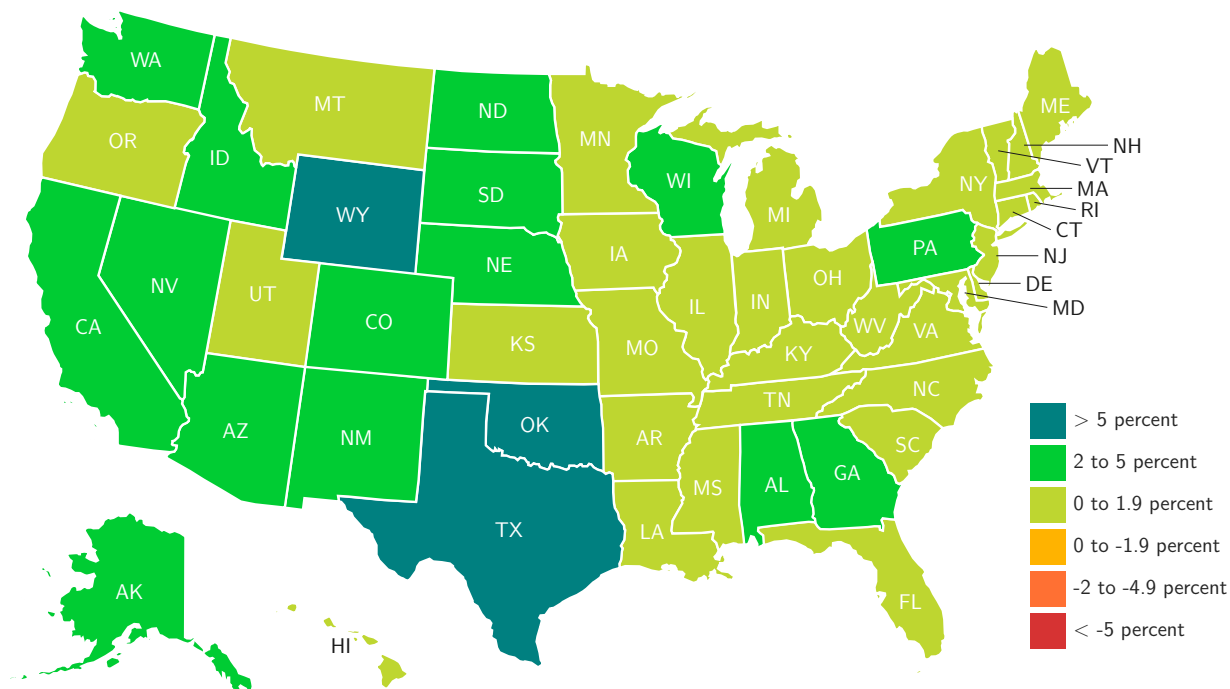 WA
MT
ND
MN
ME
OR
ID
SD
WI
NY
MI
NH
VT
MA
RI
CT
WY
NE
IA
PA
NJ
NV
UT
CO
IL
IN
OH
DE
MD
CA
KS
MO
KY
WV
VA
AZ
NM
OK
AR
TN
NC
SC
TX
LA
MS
AL
GA
FL
AK
HI
> 5 percent
2 to 5 percent
0 to 1.9 percent
0 to -1.9 percent
-2 to -4.9 percent
< -5 percent